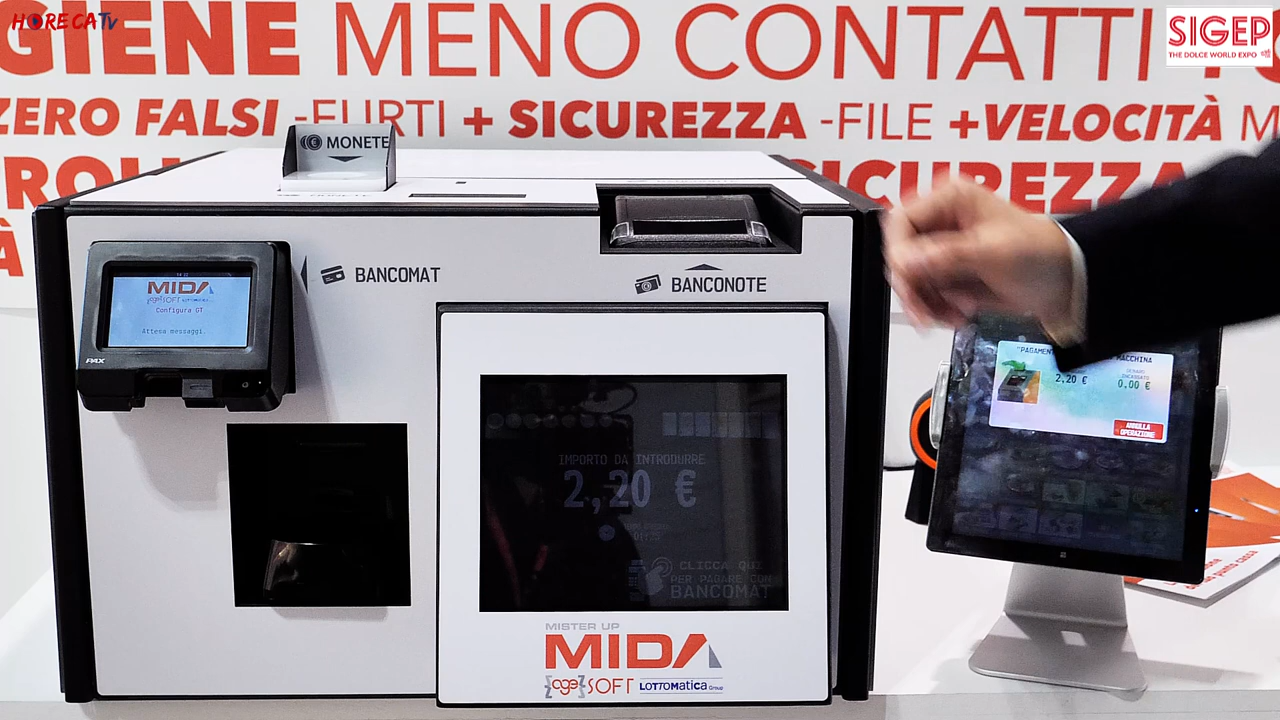 HORECATV
SIGEP
THE DOLCE WORLD EXPO
GIENE MENO CONTATTI
ZERO FALSI -FURTI + SICUREZZA -FILE +VELOCITÀ M
SICUREZZA
À
MONETE
BANCOMAT
BANCONOTE
MIDA
SOFT
Configura GT
Attesa messaggi.
PAX
IMPORTO DA INTRODURRE
2,20 €
CLICCA QUI
PER PAGARE CON
BANCOMAT
MISTER UP
MIDA
SOFT LOTTOMATICA Group
MACCHINA
2,20 €
0,00 €
ANNULLA
OPERAZIONE